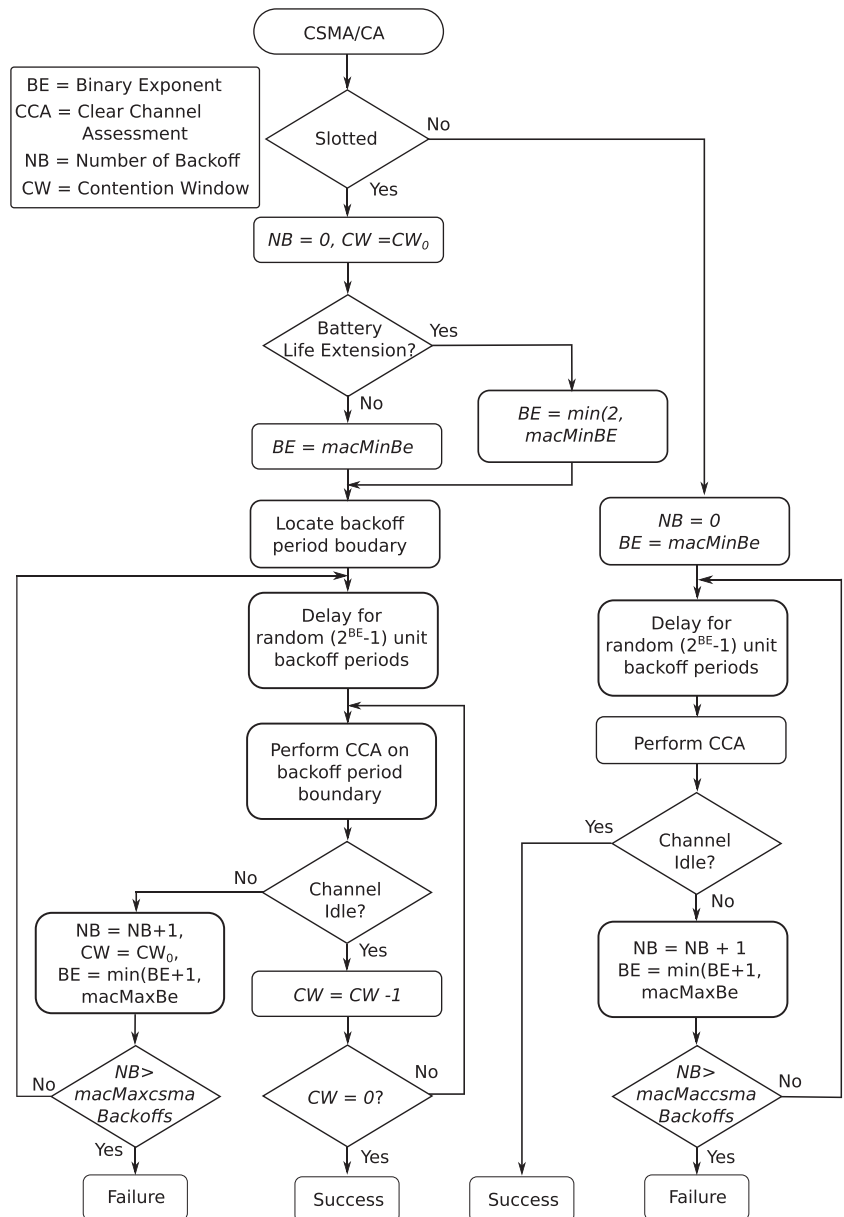 CSMA/CA
BE = Binary Exponent
CCA = Clear Channel
Assessment
NB = Number of Backoff
CW = Contention Window
Slotted
No
Yes
NB = 0, CW =CW₀
Battery
Life Extension?
Yes
No
BE = min(2,
macMinBE
BE = macMinBe
Locate backoff
period boudary
NB = 0
BE = macMinBe
Delay for
random (2ᴮᴱ-1) unit
backoff periods
Delay for
random (2ᴮᴱ-1) unit
backoff periods
Perform CCA on
backoff period
boundary
Perform CCA
Yes
Channel
Idle?
No
No
Channel
Idle?
Yes
NB = NB+1,
CW = CW₀,
BE = min(BE+1,
macMaxBe
CW = CW -1
NB = NB + 1
BE = min(BE+1,
macMaxBe
No
NB>
macMaxcsma
Backoffs
Yes
CW = 0?
No
Yes
NB>
macMaccsma
Backoffs
No
Yes
Failure
Success
Success
Failure